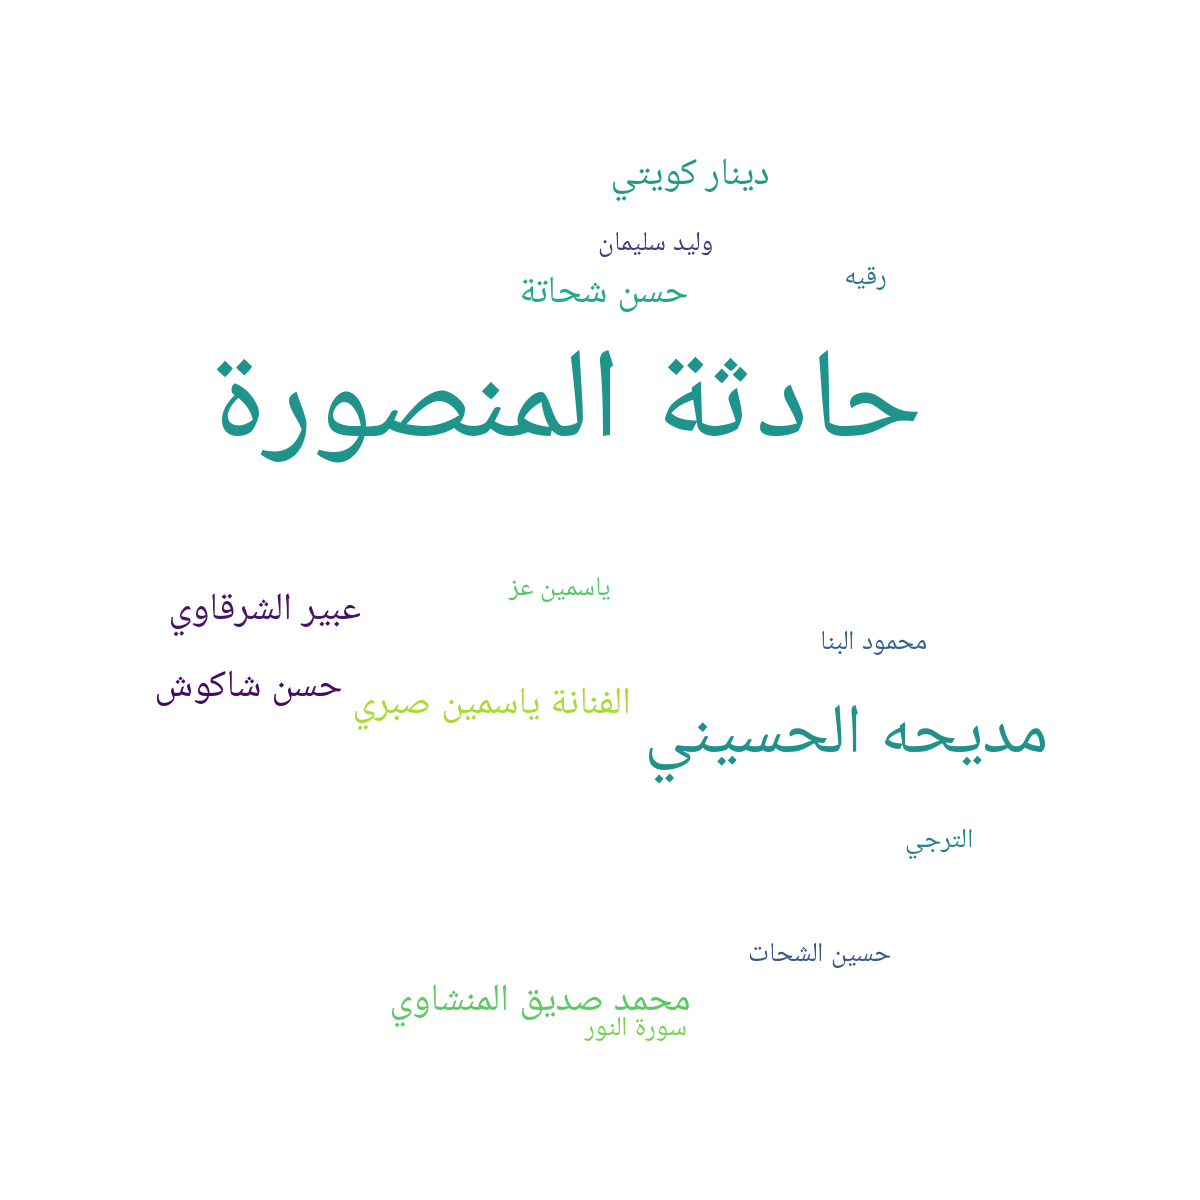 دينار كويتي
وليد سليمان
رقيه
حسن شحاتة
حادثة المنصورة
ياسمين عز
عبير الشرقاوي
محمود البنا
حسن شاكوش
الفنانة ياسمين صبري
مديحه الحسيني
الترجي
حسين الشحات
محمد صديق المنشاوي
سورة النور